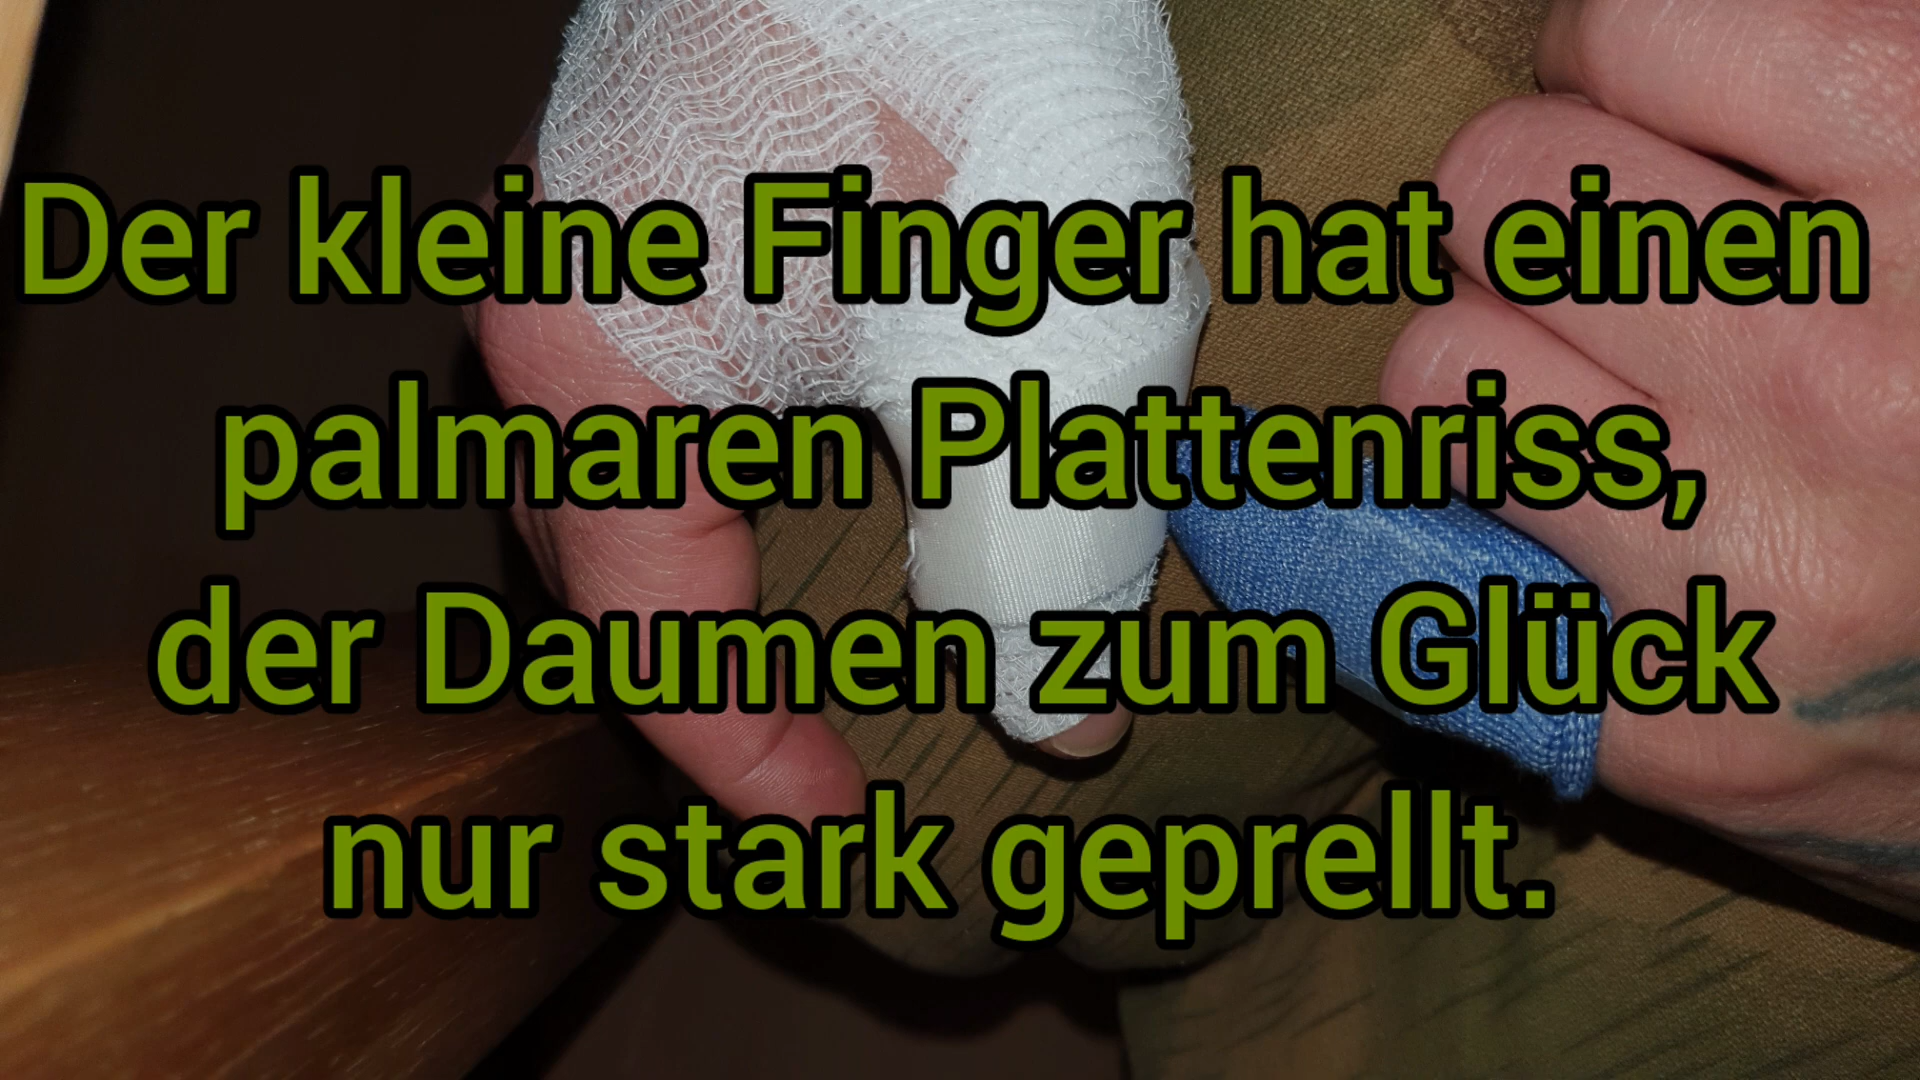 Der kleine Finger hat einen
palmaren Plattenriss,
der Daumen zum Glück
nur stark geprellt.